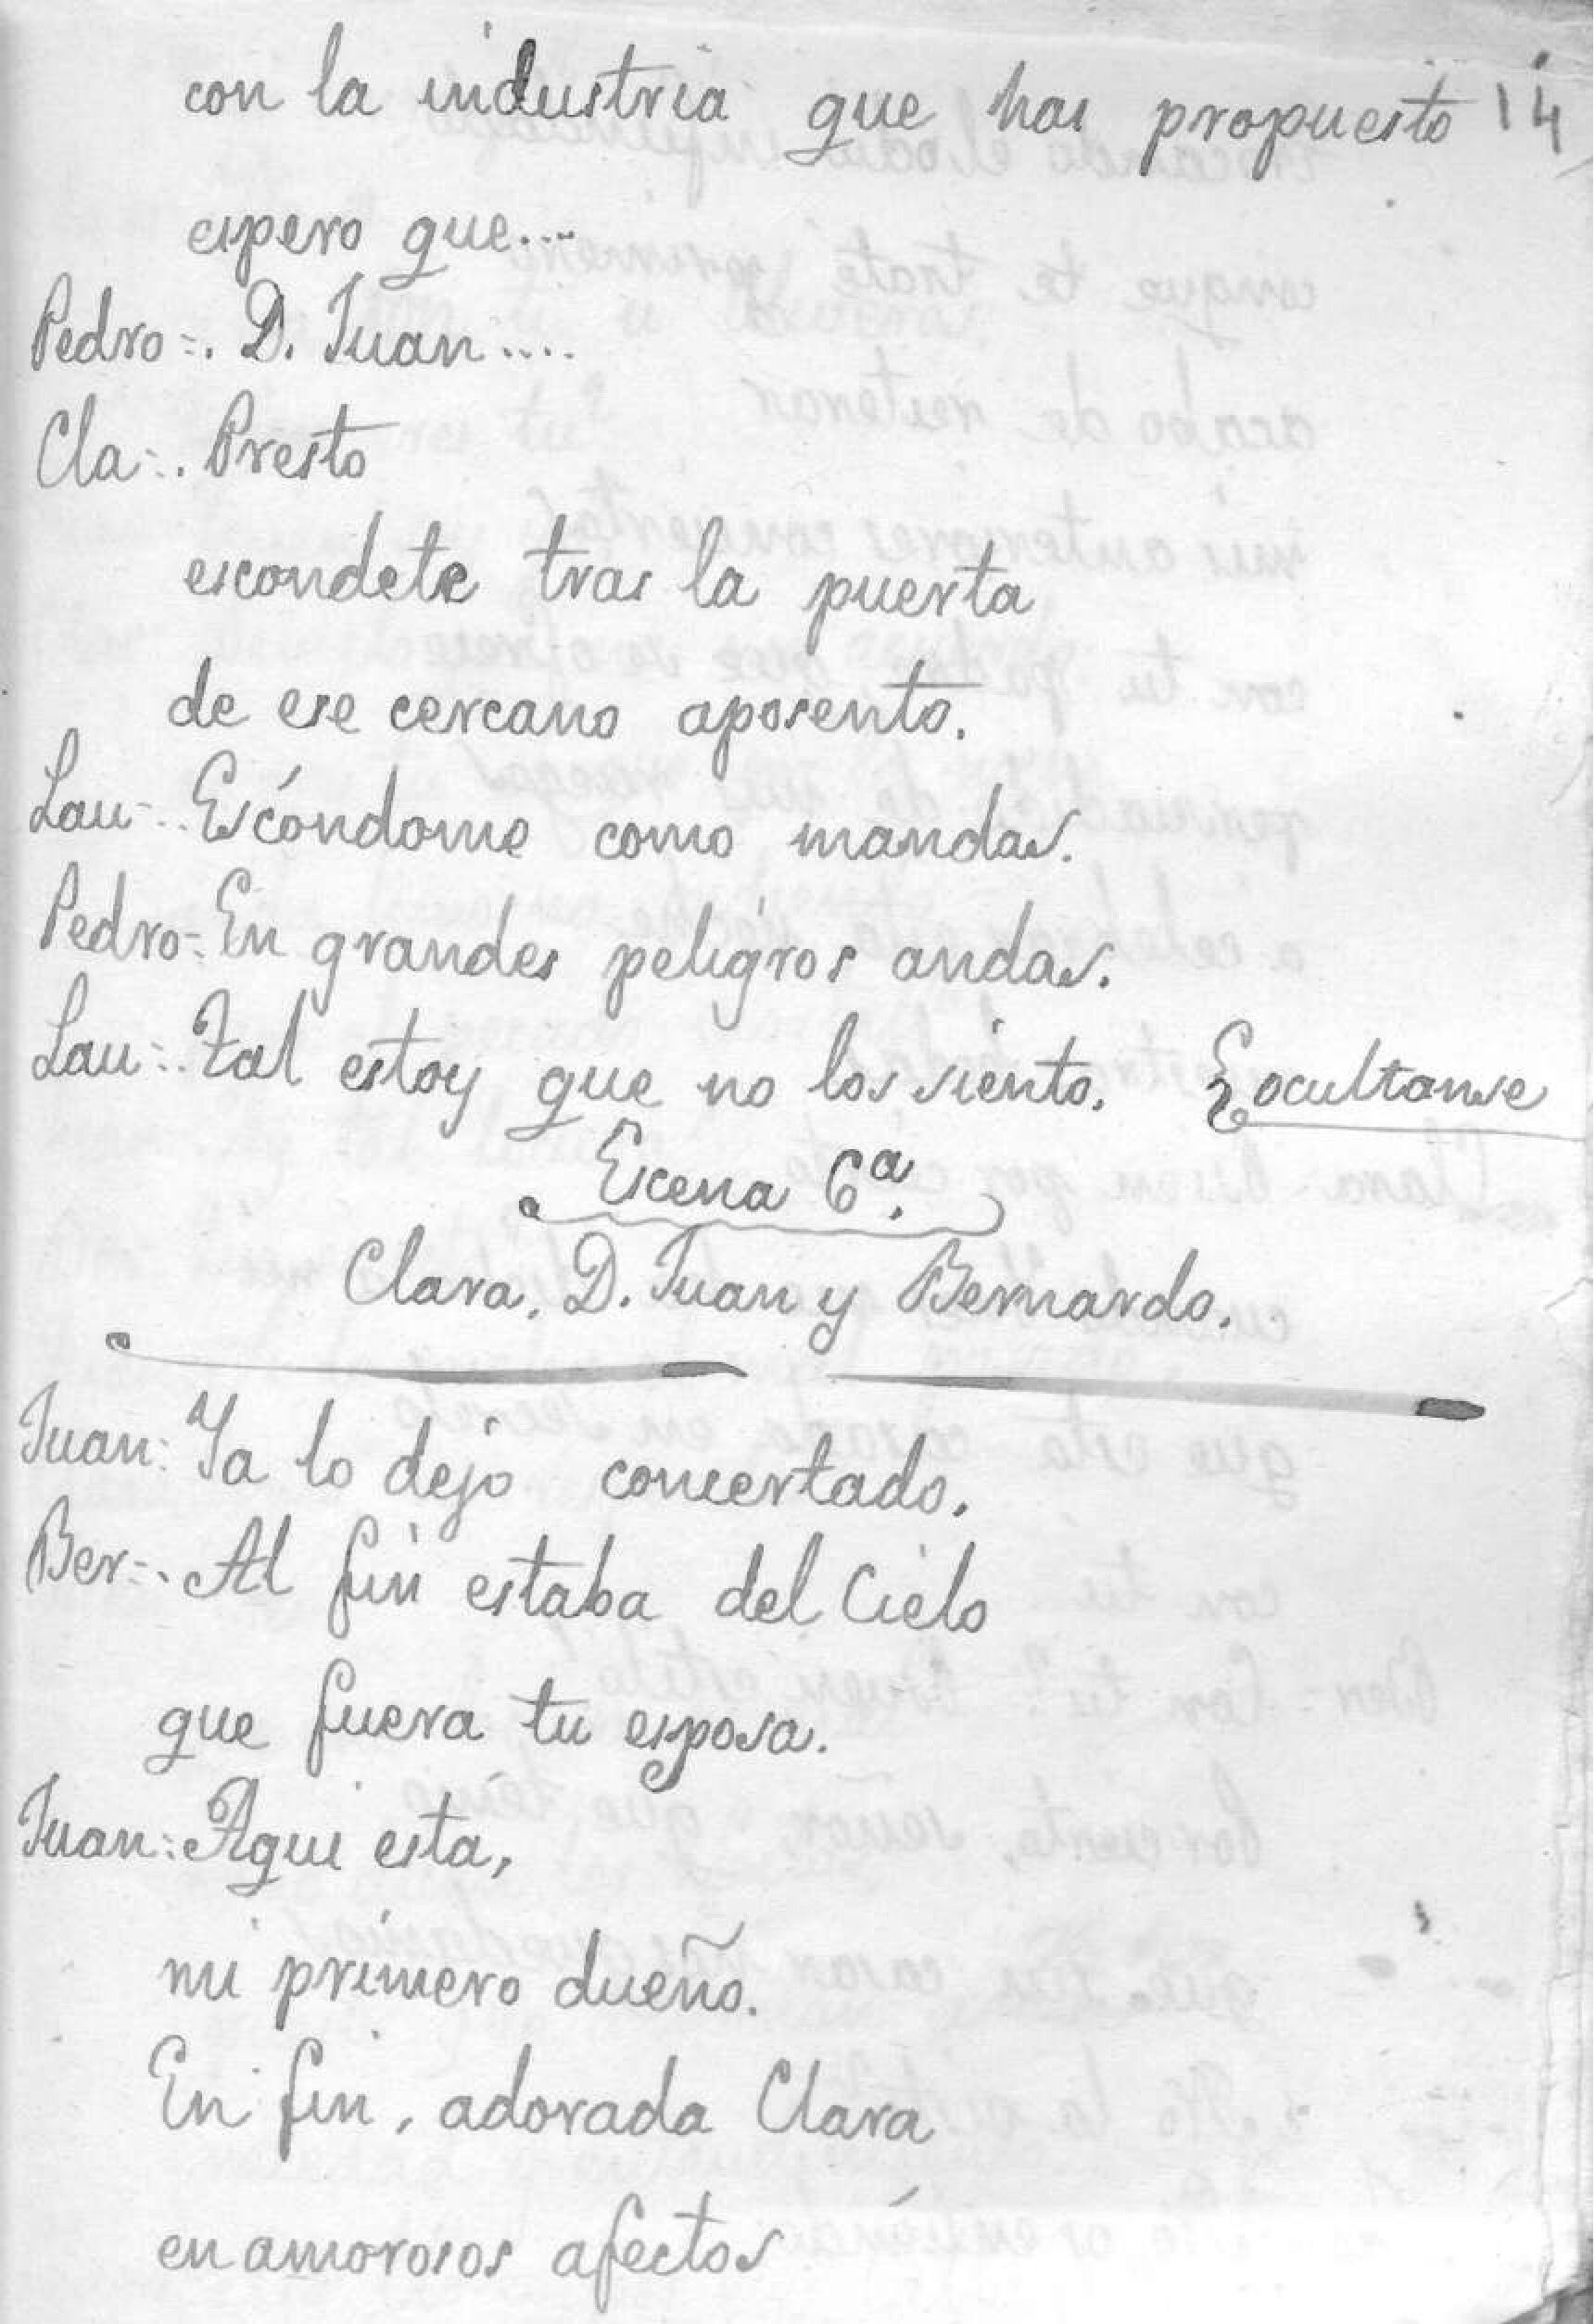 con la industria que has propuesto 14
espero que....
Pedro=. D. Juan....
Cla=. Presto
escondete tras la puerta
de ese cercano aposento.
Lau=. Escóndome como mandas.
Pedro=. En grandes peligros andas.
Lau=. Tal estoy que no los siento. { ocultanse
Escena 6ª.
Clara, D. Juan y Bernardo.
Juan= Ya lo dejo concertado.
Ber=. Al fin estaba del Cielo
que fuera tu esposa.
Juan=. Aqui esta,
mi primero dueño.
En fin, adorada Clara
en amorosos afectos